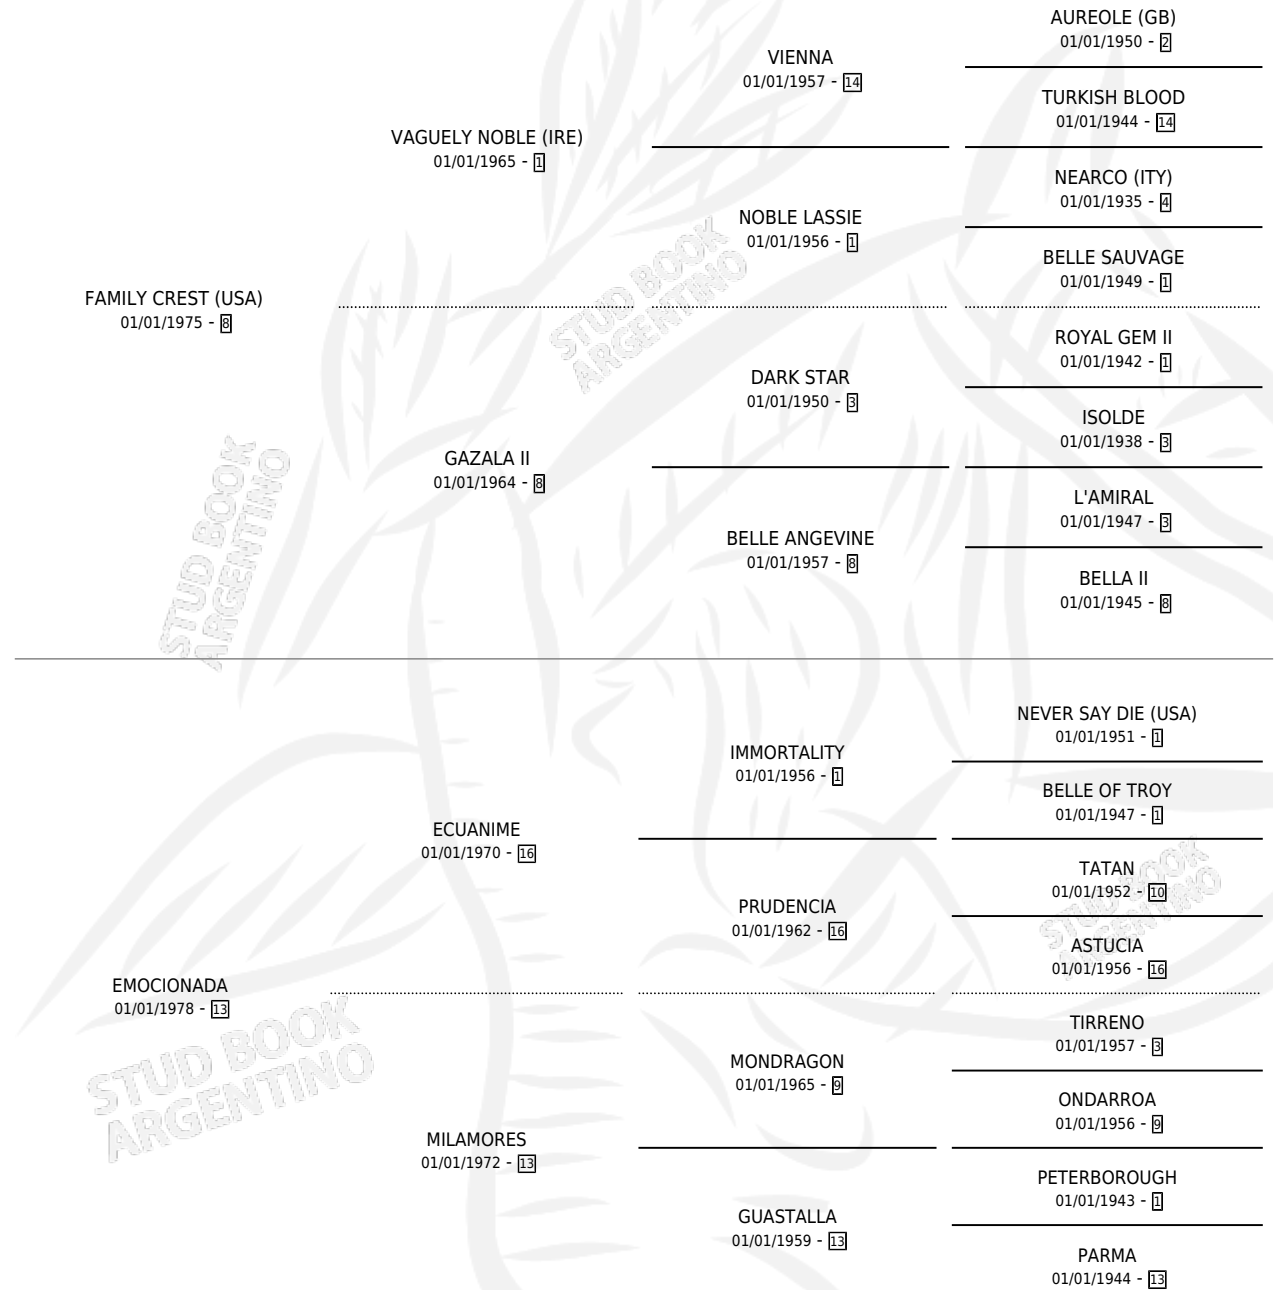 AUREOLE (GB)
01/01/1950 - 2
VIENNA
01/01/1957 - 14
TURKISH BLOOD
01/01/1944 - 14
VAGUELY NOBLE (IRE)
01/01/1965 - 1
NEARCO (ITY)
01/01/1935 - 4
NOBLE LASSIE
01/01/1956 - 1
BELLE SAUVAGE
01/01/1949 - 1
FAMILY CREST (USA)
01/01/1975 - 8
ROYAL GEM II
01/01/1942 - 1
DARK STAR
01/01/1950 - 3
ISOLDE
01/01/1938 - 3
GAZALA II
01/01/1964 - 8
L'AMIRAL
01/01/1947 - 3
BELLE ANGEVINE
01/01/1957 - 8
BELLA II
01/01/1945 - 8
STUD BOOK
ARGENTINO
STUD BOOK
ARGENTINO
NEVER SAY DIE (USA)
01/01/1951 - 1
IMMORTALITY
01/01/1956 - 1
BELLE OF TROY
01/01/1947 - 1
ECUANIME
01/01/1970 - 16
TATAN
01/01/1952 - 10
PRUDENCIA
01/01/1962 - 16
ASTUCIA
01/01/1956 - 16
EMOCIONADA
01/01/1978 - 13
TIRRENO
01/01/1957 - 3
MONDRAGON
01/01/1965 - 9
ONDARROA
01/01/1956 - 9
MILAMORES
01/01/1972 - 13
PETERBOROUGH
01/01/1943 - 1
GUASTALLA
01/01/1959 - 13
PARMA
01/01/1944 - 13
STUD BOOK
ARGENTINO
STUD BOOK
ARGENTINO